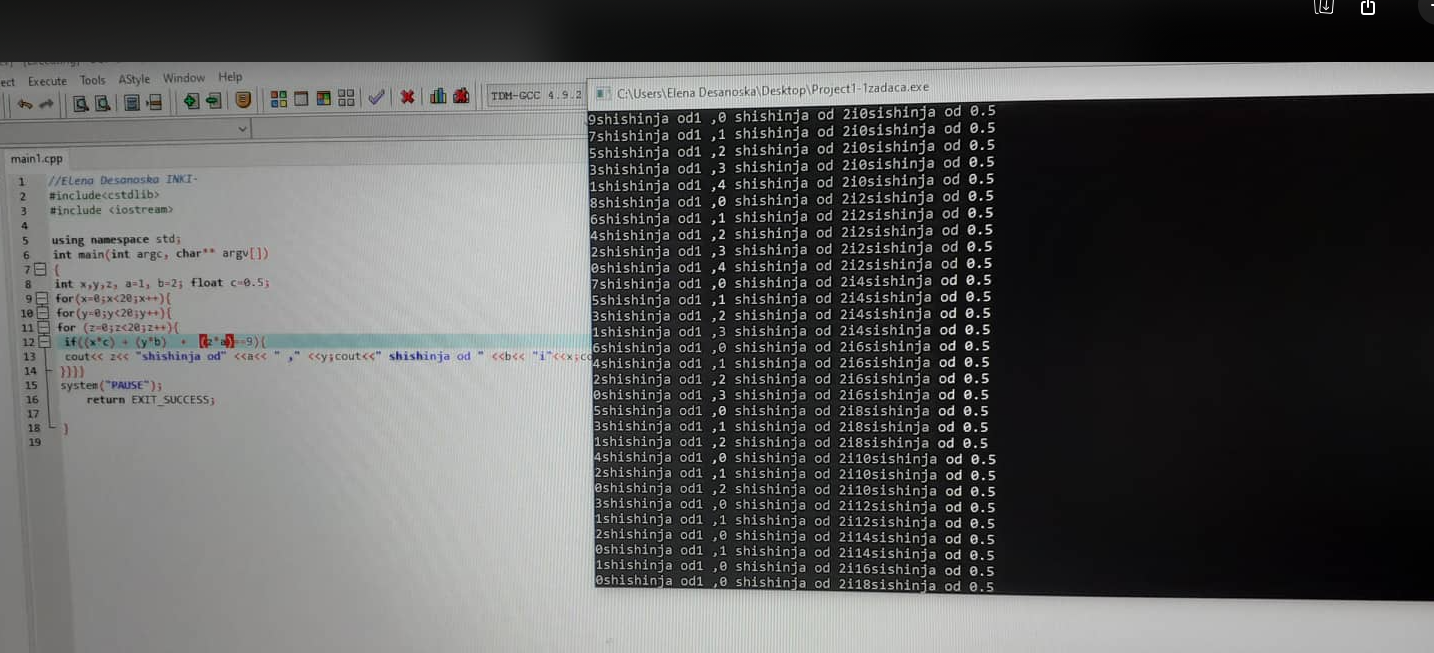 ect Execute Tools AStyle Window Help
TDM-GCC 4.9.2
main1.cpp
1 //Elena Desanoska INKI-
2 #include<cstdlib>
3 #include <iostream>
4
5 using namespace std;
6 int main(int argc, char** argv[])
7 {
8 int x,y,z, a=1, b=2; float c=0.5;
9 for(x=0;x<20;x++){
10 for(y=0;y<20;y++){
11 for (z=0;z<20;z++){
12 if((x*c) + (y*b) + (z*a)==9){
13 cout<< z<< "shishinja od" <<a<< " ," <<y;cout<<" shishinja od " <<b<< "i"<<x;co
14 }}}}
15 system("PAUSE");
16 return EXIT_SUCCESS;
17
18 }
19
C:\Users\Elena Desanoska\Desktop\Project1-1zadaca.exe
9shishinja od1 ,0 shishinja od 2i0sishinja od 0.5
7shishinja od1 ,1 shishinja od 2i0sishinja od 0.5
5shishinja od1 ,2 shishinja od 2i0sishinja od 0.5
3shishinja od1 ,3 shishinja od 2i0sishinja od 0.5
1shishinja od1 ,4 shishinja od 2i0sishinja od 0.5
8shishinja od1 ,0 shishinja od 2i2sishinja od 0.5
6shishinja od1 ,1 shishinja od 2i2sishinja od 0.5
4shishinja od1 ,2 shishinja od 2i2sishinja od 0.5
2shishinja od1 ,3 shishinja od 2i2sishinja od 0.5
0shishinja od1 ,4 shishinja od 2i2sishinja od 0.5
7shishinja od1 ,0 shishinja od 2i4sishinja od 0.5
5shishinja od1 ,1 shishinja od 2i4sishinja od 0.5
3shishinja od1 ,2 shishinja od 2i4sishinja od 0.5
1shishinja od1 ,3 shishinja od 2i4sishinja od 0.5
6shishinja od1 ,0 shishinja od 2i6sishinja od 0.5
4shishinja od1 ,1 shishinja od 2i6sishinja od 0.5
2shishinja od1 ,2 shishinja od 2i6sishinja od 0.5
0shishinja od1 ,3 shishinja od 2i6sishinja od 0.5
5shishinja od1 ,0 shishinja od 2i8sishinja od 0.5
3shishinja od1 ,1 shishinja od 2i8sishinja od 0.5
1shishinja od1 ,2 shishinja od 2i8sishinja od 0.5
4shishinja od1 ,0 shishinja od 2i10sishinja od 0.5
2shishinja od1 ,1 shishinja od 2i10sishinja od 0.5
0shishinja od1 ,2 shishinja od 2i10sishinja od 0.5
3shishinja od1 ,0 shishinja od 2i12sishinja od 0.5
1shishinja od1 ,1 shishinja od 2i12sishinja od 0.5
2shishinja od1 ,0 shishinja od 2i14sishinja od 0.5
0shishinja od1 ,1 shishinja od 2i14sishinja od 0.5
1shishinja od1 ,0 shishinja od 2i16sishinja od 0.5
0shishinja od1 ,0 shishinja od 2i18sishinja od 0.5